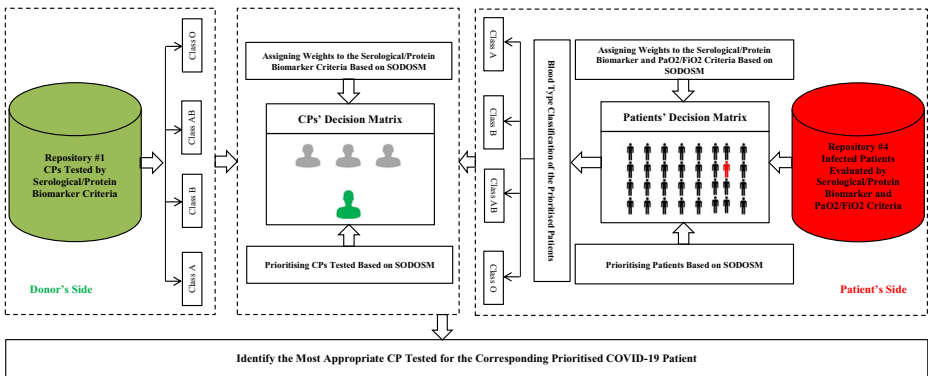 Class O
Class AB
Class B
Class A
Repository #1
CPs Tested by
Serological/Protein
Biomarker Criteria
Donor's Side
Assigning Weights to the Serological/Protein
Biomarker Criteria Based on SODOSM
CPs' Decision Matrix
Prioritising CPs Tested Based on SODOSM
Class A
Class B
Class AB
Class O
Blood Type Classification of the Prioritised Patients
Assigning Weights to the Serological/Protein
Biomarker and PaO2/FiO2 Criteria Based on
SODOSM
Patients' Decision Matrix
Prioritising Patients Based on SODOSM
Repository #4
Infected Patients
Evaluated by
Serological/Protein
Biomarker and
PaO2/FiO2 Criteria
Patient's Side
Identify the Most Appropriate CP Tested for the Corresponding Prioritised COVID-19 Patient